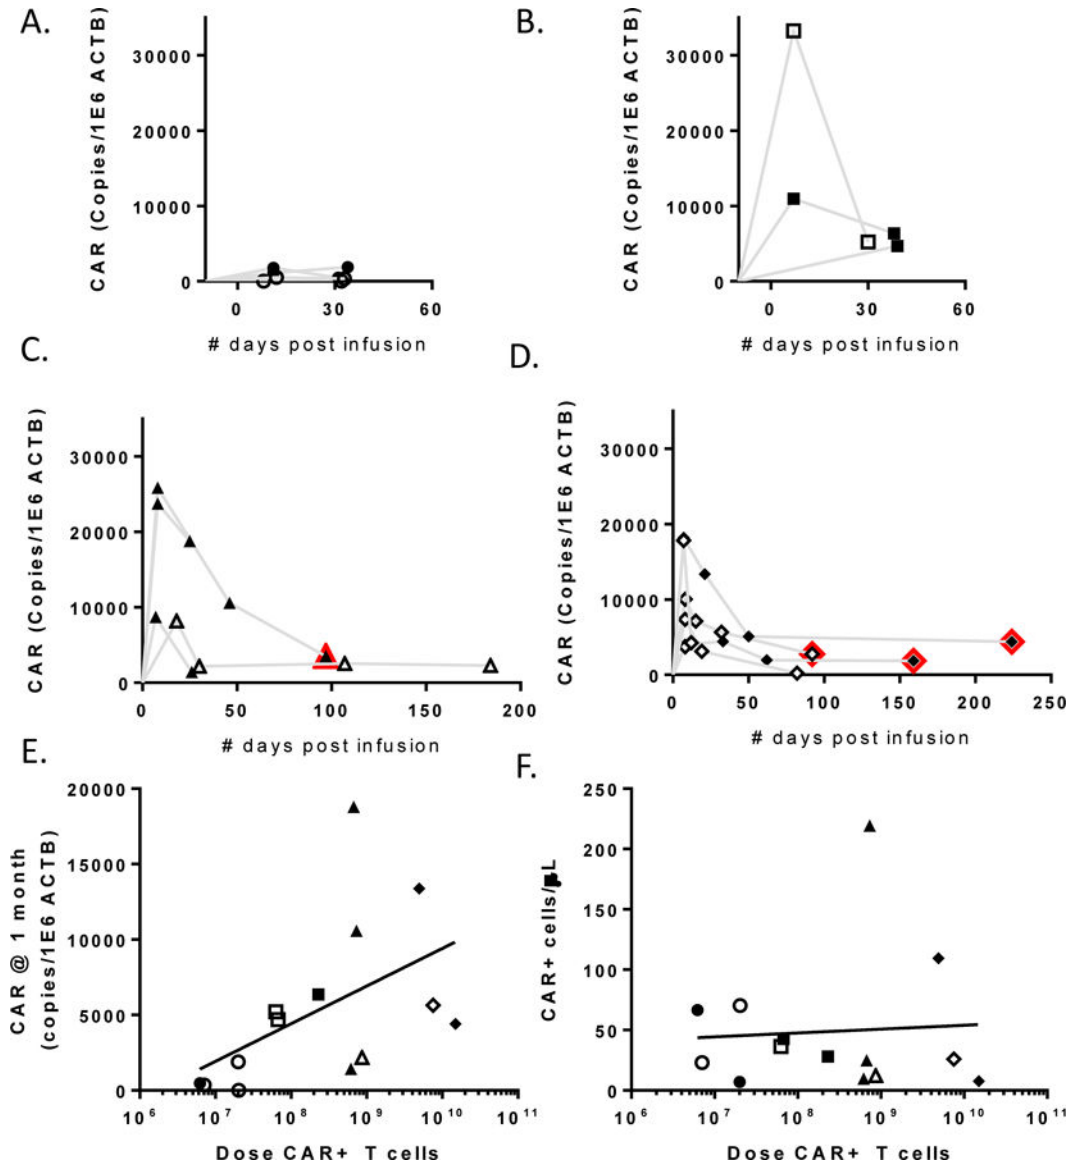 A.
CAR (Copies/1E6 ACTB)
30000
20000
10000
0
0 30 60
# days post infusion
B.
CAR (Copies/1E6 ACTB)
30000
20000
10000
0
0 30 60
# days post infusion
C.
CAR (Copies/1E6 ACTB)
30000
20000
10000
0
0 50 100 150 200
# days post infusion
D.
CAR (Copies/1E6 ACTB)
30000
20000
10000
0
0 50 100 150 200 250
# days post infusion
E.
CAR @ 1 month
(copies/1E6 ACTB)
20000
15000
10000
5000
0
10^6 10^7 10^8 10^9 10^10 10^11
Dose CAR+ T cells
F.
CAR+ cells/μL
250
200
150
100
50
0
10^6 10^7 10^8 10^9 10^10 10^11
Dose CAR+ T cells